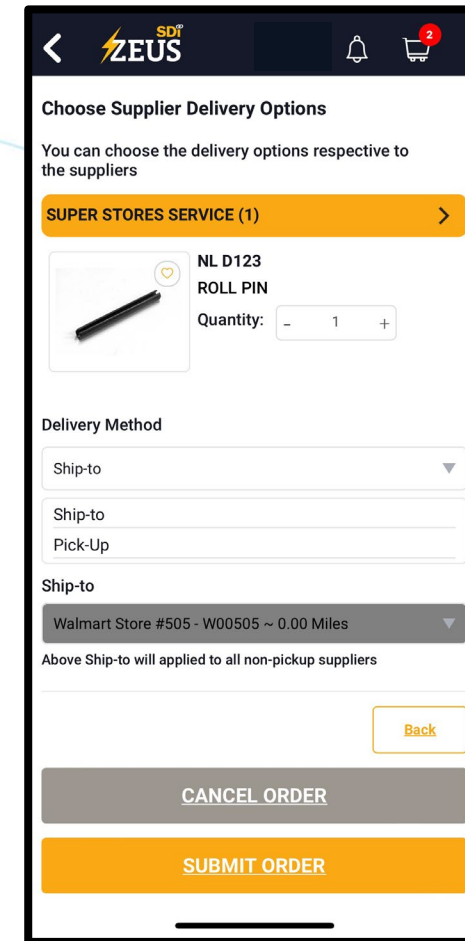 SDi
ZEUS
2
Choose Supplier Delivery Options
You can choose the delivery options respective to
the suppliers
SUPER STORES SERVICE (1)
NL D123
ROLL PIN
Quantity: - 1 +
Delivery Method
Ship-to
Ship-to
Pick-Up
Ship-to
Walmart Store #505 - W00505 ~ 0.00 Miles
Above Ship-to will applied to all non-pickup suppliers
Back
CANCEL ORDER
SUBMIT ORDER